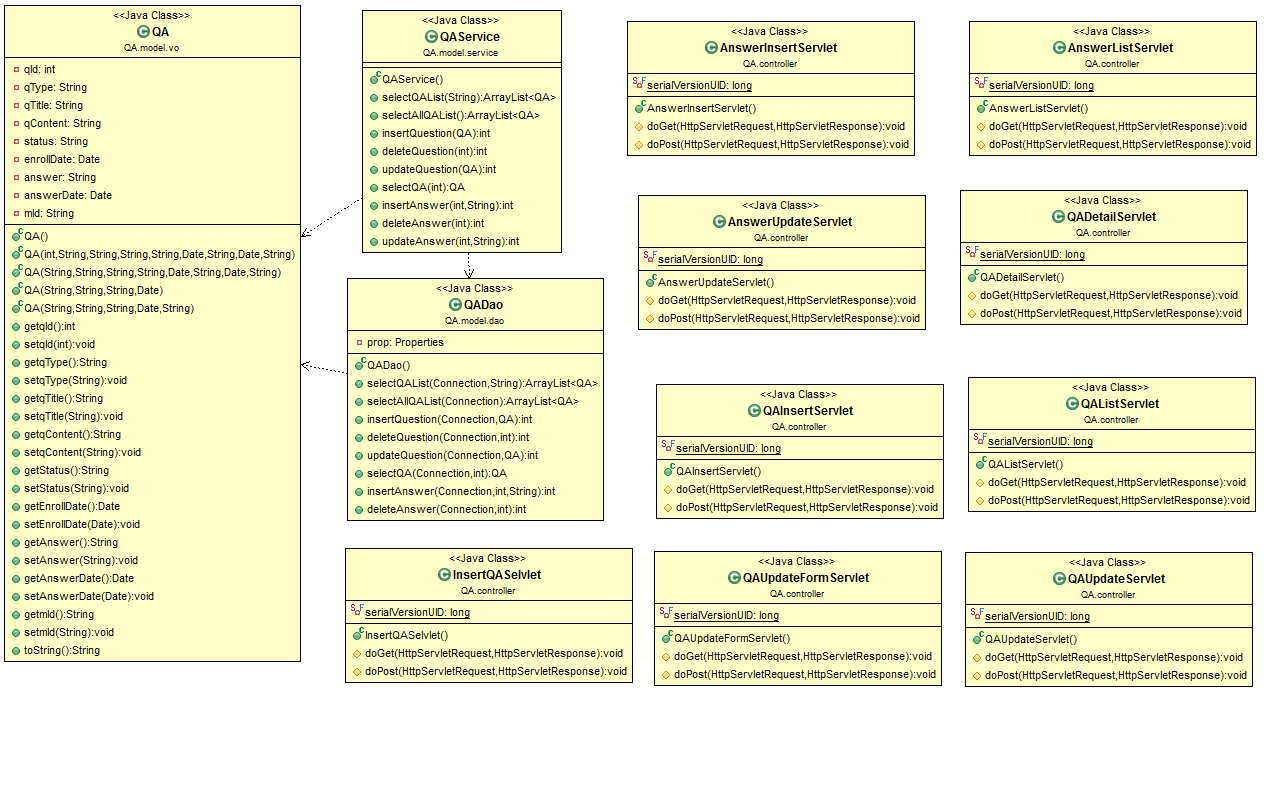 <<Java Class>>
QA
QA.model.vo
qId: int
qType: String
qTitle: String
qContent: String
status: String
enrollDate: Date
answer: String
answerDate: Date
mId: String
QA()
QA(int,String,String,String,String,Date,String,Date,String)
QA(String,String,String,String,Date,String,Date,String)
QA(String,String,String,Date)
QA(String,String,String,Date,String)
getqId():int
setqId(int):void
getqType():String
setqType(String):void
getqTitle():String
setqTitle(String):void
getqContent():String
setqContent(String):void
getStatus():String
setStatus(String):void
getEnrollDate():Date
setEnrollDate(Date):void
getAnswer():String
setAnswer(String):void
getAnswerDate():Date
setAnswerDate(Date):void
getmId():String
setmId(String):void
toString():String
<<Java Class>>
QAService
QA.model.service
QAService()
selectQAList(String):ArrayList<QA>
selectAllQAList():ArrayList<QA>
insertQuestion(QA):int
deleteQuestion(int):int
updateQuestion(QA):int
selectQA(int):QA
insertAnswer(int,String):int
deleteAnswer(int):int
updateAnswer(int,String):int
<<Java Class>>
QADao
QA.model.dao
prop: Properties
QADao()
selectQAList(Connection,String):ArrayList<QA>
selectAllQAList(Connection):ArrayList<QA>
insertQuestion(Connection,QA):int
deleteQuestion(Connection,int):int
updateQuestion(Connection,QA):int
selectQA(Connection,int):QA
insertAnswer(Connection,int,String):int
deleteAnswer(Connection,int):int
<<Java Class>>
InsertQASelvlet
QA.controller
serialVersionUID: long
InsertQASelvlet()
doGet(HttpServletRequest,HttpServletResponse):void
doPost(HttpServletRequest,HttpServletResponse):void
<<Java Class>>
AnswerInsertServlet
QA.controller
serialVersionUID: long
AnswerInsertServlet()
doGet(HttpServletRequest,HttpServletResponse):void
doPost(HttpServletRequest,HttpServletResponse):void
<<Java Class>>
AnswerListServlet
QA.controller
serialVersionUID: long
AnswerListServlet()
doGet(HttpServletRequest,HttpServletResponse):void
doPost(HttpServletRequest,HttpServletResponse):void
<<Java Class>>
AnswerUpdateServlet
QA.controller
serialVersionUID: long
AnswerUpdateServlet()
doGet(HttpServletRequest,HttpServletResponse):void
doPost(HttpServletRequest,HttpServletResponse):void
<<Java Class>>
QADetailServlet
QA.controller
serialVersionUID: long
QADetailServlet()
doGet(HttpServletRequest,HttpServletResponse):void
doPost(HttpServletRequest,HttpServletResponse):void
<<Java Class>>
QAInsertServlet
QA.controller
serialVersionUID: long
QAInsertServlet()
doGet(HttpServletRequest,HttpServletResponse):void
doPost(HttpServletRequest,HttpServletResponse):void
<<Java Class>>
QAListServlet
QA.controller
serialVersionUID: long
QAListServlet()
doGet(HttpServletRequest,HttpServletResponse):void
doPost(HttpServletRequest,HttpServletResponse):void
<<Java Class>>
QAUpdateFormServlet
QA.controller
serialVersionUID: long
QAUpdateFormServlet()
doGet(HttpServletRequest,HttpServletResponse):void
doPost(HttpServletRequest,HttpServletResponse):void
<<Java Class>>
QAUpdateServlet
QA.controller
serialVersionUID: long
QAUpdateServlet()
doGet(HttpServletRequest,HttpServletResponse):void
doPost(HttpServletRequest,HttpServletResponse):void